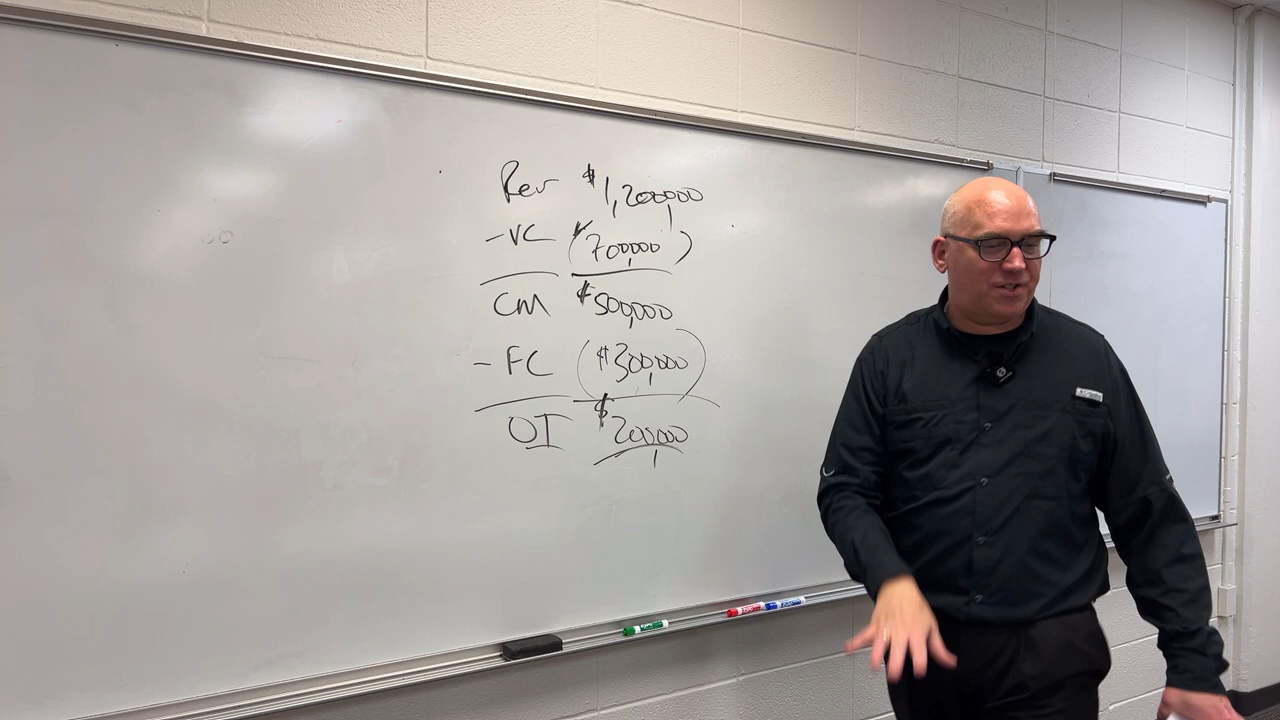 Rev $1,200,000
-VC ($700,000)
CM $500,000
- FC ($300,000)
OI $200,000